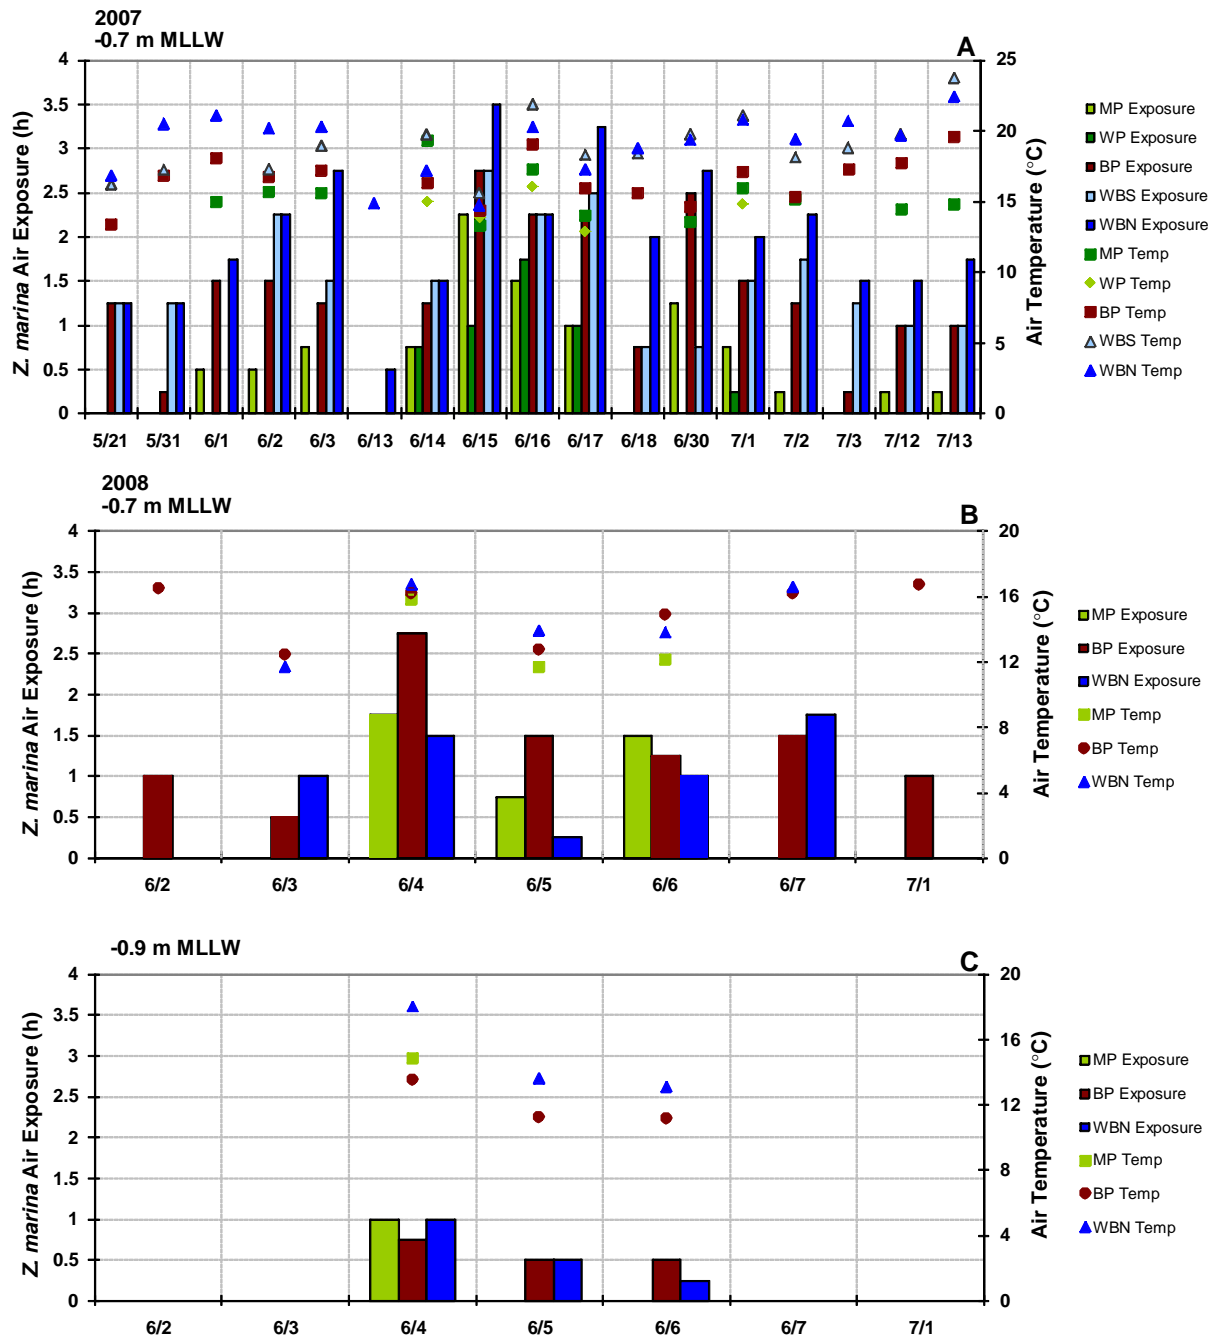 2007
-0.7 m MLLW
A
4
3.5
3
2.5
2
1.5
1
0.5
0
Z. marina Air Exposure (h)
25
20
15
10
5
0
Air Temperature (°C)
5/21 5/31 6/1 6/2 6/3 6/13 6/14 6/15 6/16 6/17 6/18 6/30 7/1 7/2 7/3 7/12 7/13
MP Exposure
WP Exposure
BP Exposure
WBS Exposure
WBN Exposure
MP Temp
WP Temp
BP Temp
WBS Temp
WBN Temp
2008
-0.7 m MLLW
B
4
3.5
3
2.5
2
1.5
1
0.5
0
Z. marina Air Exposure (h)
20
16
12
8
4
0
Air Temperature (°C)
6/2 6/3 6/4 6/5 6/6 6/7 7/1
MP Exposure
BP Exposure
WBN Exposure
MP Temp
BP Temp
WBN Temp
-0.9 m MLLW
C
4
3.5
3
2.5
2
1.5
1
0.5
0
Z. marina Air Exposure (h)
20
16
12
8
4
0
Air Temperature (°C)
6/2 6/3 6/4 6/5 6/6 6/7 7/1
MP Exposure
BP Exposure
WBN Exposure
MP Temp
BP Temp
WBN Temp